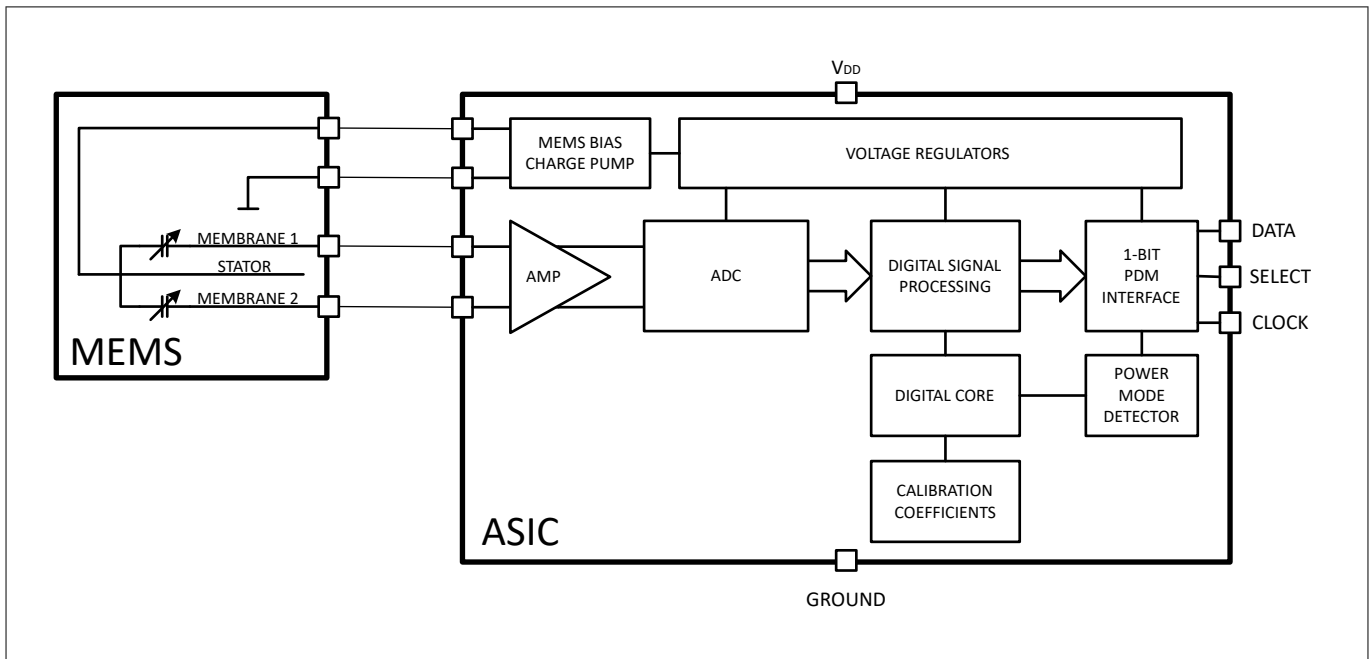 VDD
MEMS BIAS
CHARGE PUMP
VOLTAGE REGULATORS
MEMBRANE 1
STATOR
MEMBRANE 2
MEMS
AMP
ADC
DIGITAL SIGNAL
PROCESSING
1-BIT
PDM
INTERFACE
DATA
SELECT
CLOCK
DIGITAL CORE
POWER
MODE
DETECTOR
CALIBRATION
COEFFICIENTS
ASIC
GROUND